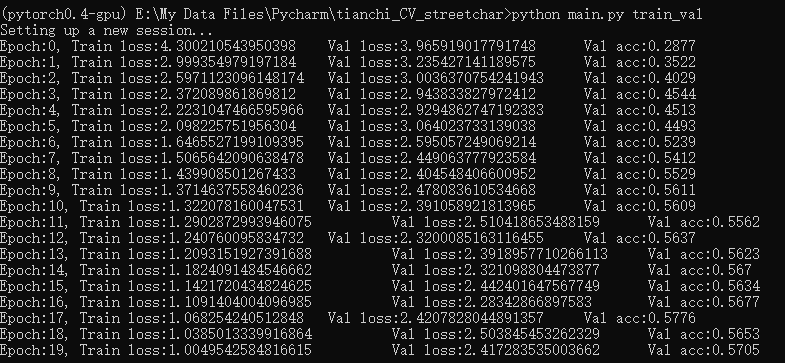 (pytorch0.4-gpu) E:\My Data Files\Pycharm\tianchi_CV_streetchar>python main.py train_val
Setting up a new session...
Epoch:0, Train loss:4.300210543950398 Val loss:3.965919017791748 Val acc:0.2877
Epoch:1, Train loss:2.999354979197184 Val loss:3.235427141189575 Val acc:0.3522
Epoch:2, Train loss:2.5971123096148174 Val loss:3.0036370754241943 Val acc:0.4029
Epoch:3, Train loss:2.372089861869812 Val loss:2.943833827972412 Val acc:0.4544
Epoch:4, Train loss:2.2231047466595966 Val loss:2.9294862747192383 Val acc:0.4513
Epoch:5, Train loss:2.098225751956304 Val loss:3.064023733139038 Val acc:0.4493
Epoch:6, Train loss:1.6465527199109395 Val loss:2.595057249069214 Val acc:0.5239
Epoch:7, Train loss:1.5065642090638478 Val loss:2.449063777923584 Val acc:0.5412
Epoch:8, Train loss:1.439908501267433 Val loss:2.404548406600952 Val acc:0.5529
Epoch:9, Train loss:1.3714637558460236 Val loss:2.478083610534668 Val acc:0.5611
Epoch:10, Train loss:1.322078160047531 Val loss:2.391058921813965 Val acc:0.5609
Epoch:11, Train loss:1.2902872993946075 Val loss:2.510418653488159 Val acc:0.5562
Epoch:12, Train loss:1.240760095834732 Val loss:2.3200085163116455 Val acc:0.5637
Epoch:13, Train loss:1.2093151927391688 Val loss:2.3918957710266113 Val acc:0.5623
Epoch:14, Train loss:1.1824091484546662 Val loss:2.321098804473877 Val acc:0.567
Epoch:15, Train loss:1.1421720434824625 Val loss:2.442401647567749 Val acc:0.5634
Epoch:16, Train loss:1.1091404004096985 Val loss:2.28342866897583 Val acc:0.5677
Epoch:17, Train loss:1.068254240512848 Val loss:2.4207828044891357 Val acc:0.5776
Epoch:18, Train loss:1.0385013339916864 Val loss:2.503845453262329 Val acc:0.5653
Epoch:19, Train loss:1.0049542584816615 Val loss:2.417283535003662 Val acc:0.5705